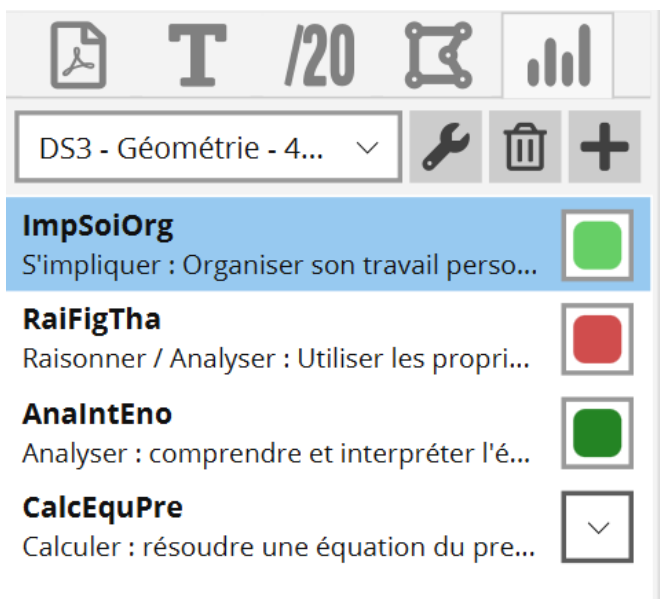 T /20
DS3 - Géométrie - 4...
ImpSoiOrg
S'impliquer : Organiser son travail perso...
RaiFigTha
Raisonner / Analyser : Utiliser les propri...
AnaIntEno
Analyser : comprendre et interpréter l'é...
CalcEquPre
Calculer : résoudre une équation du pre...